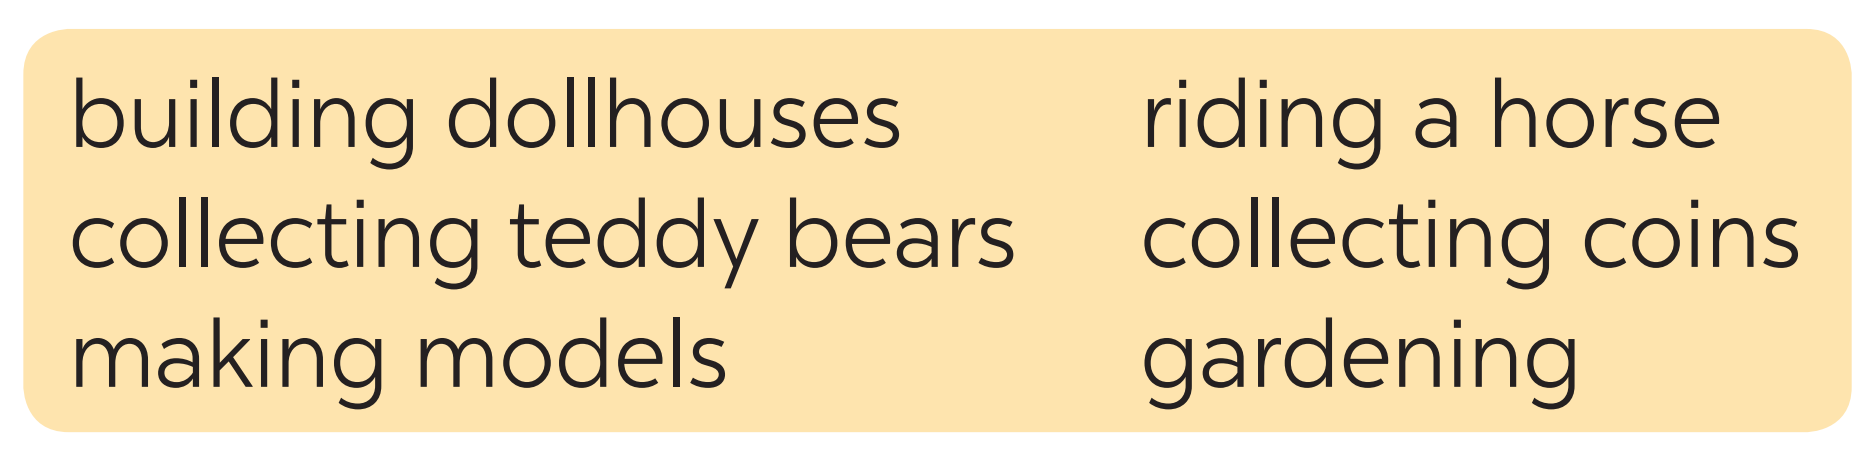 building dollhouses
riding a horse
collecting teddy bears
collecting coins
making models
gardening